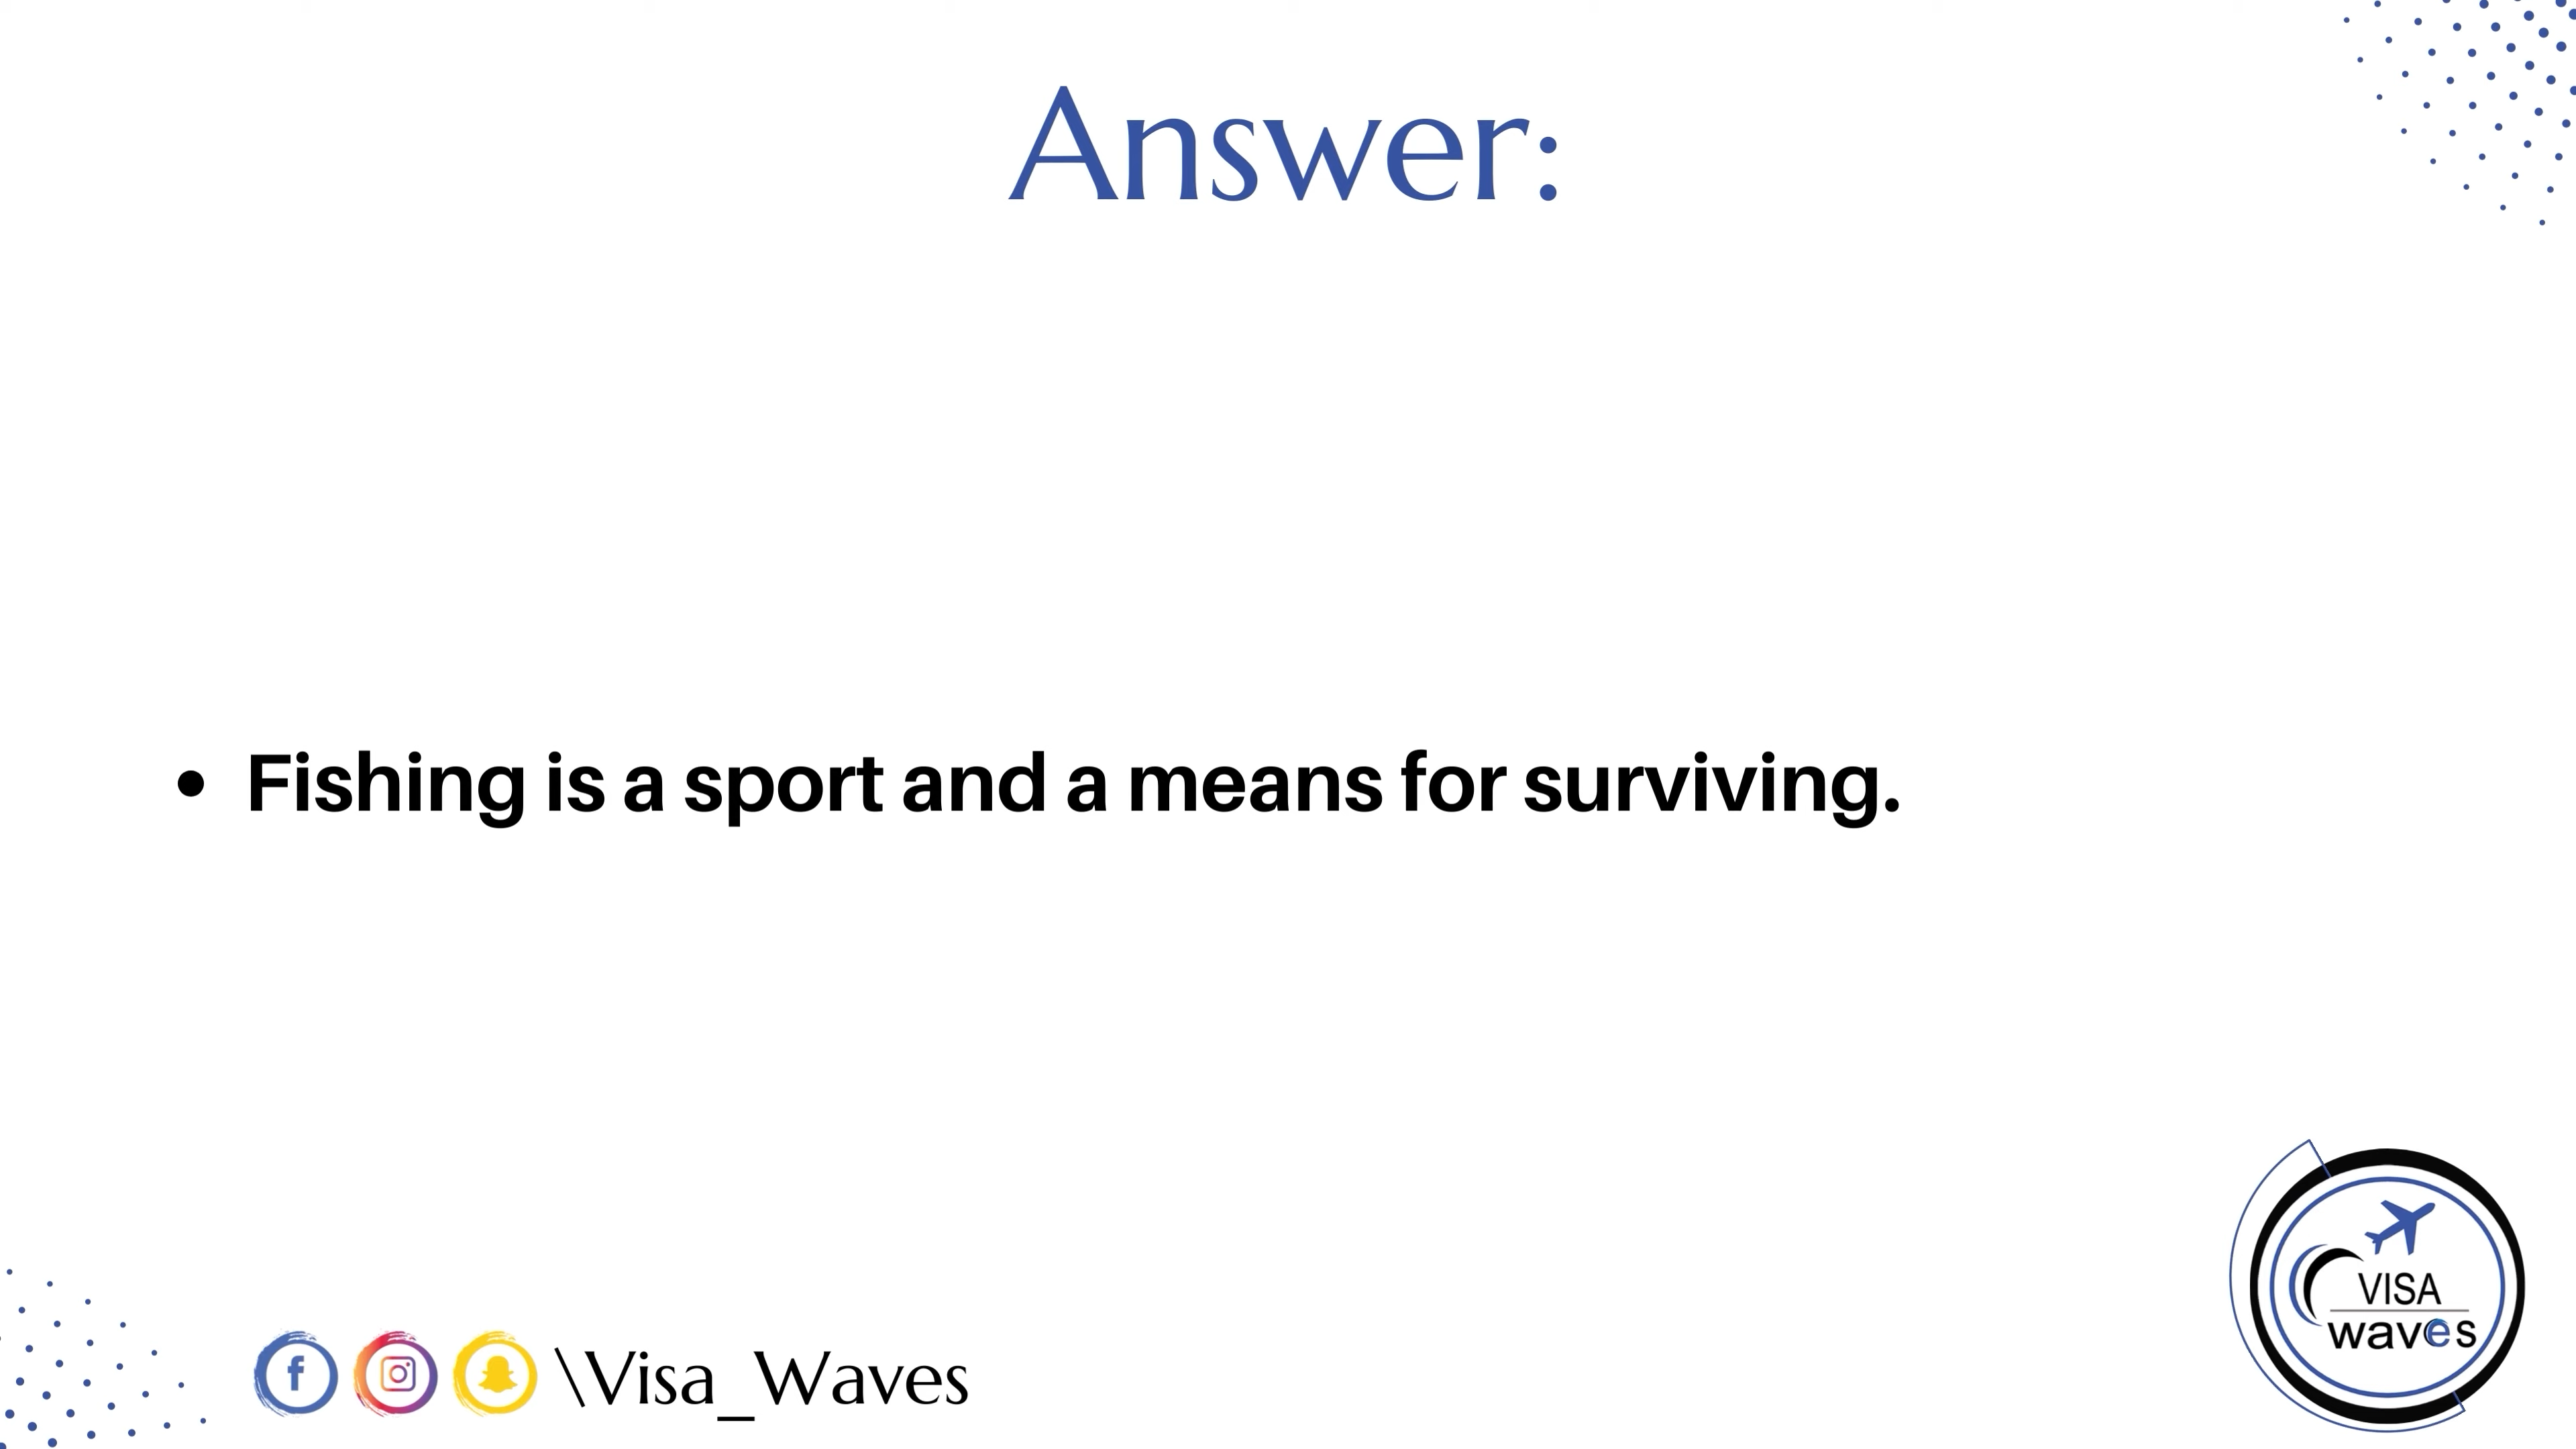 Answer:
• Fishing is a sport and a means for surviving.
VISA
waves
\Visa_Waves